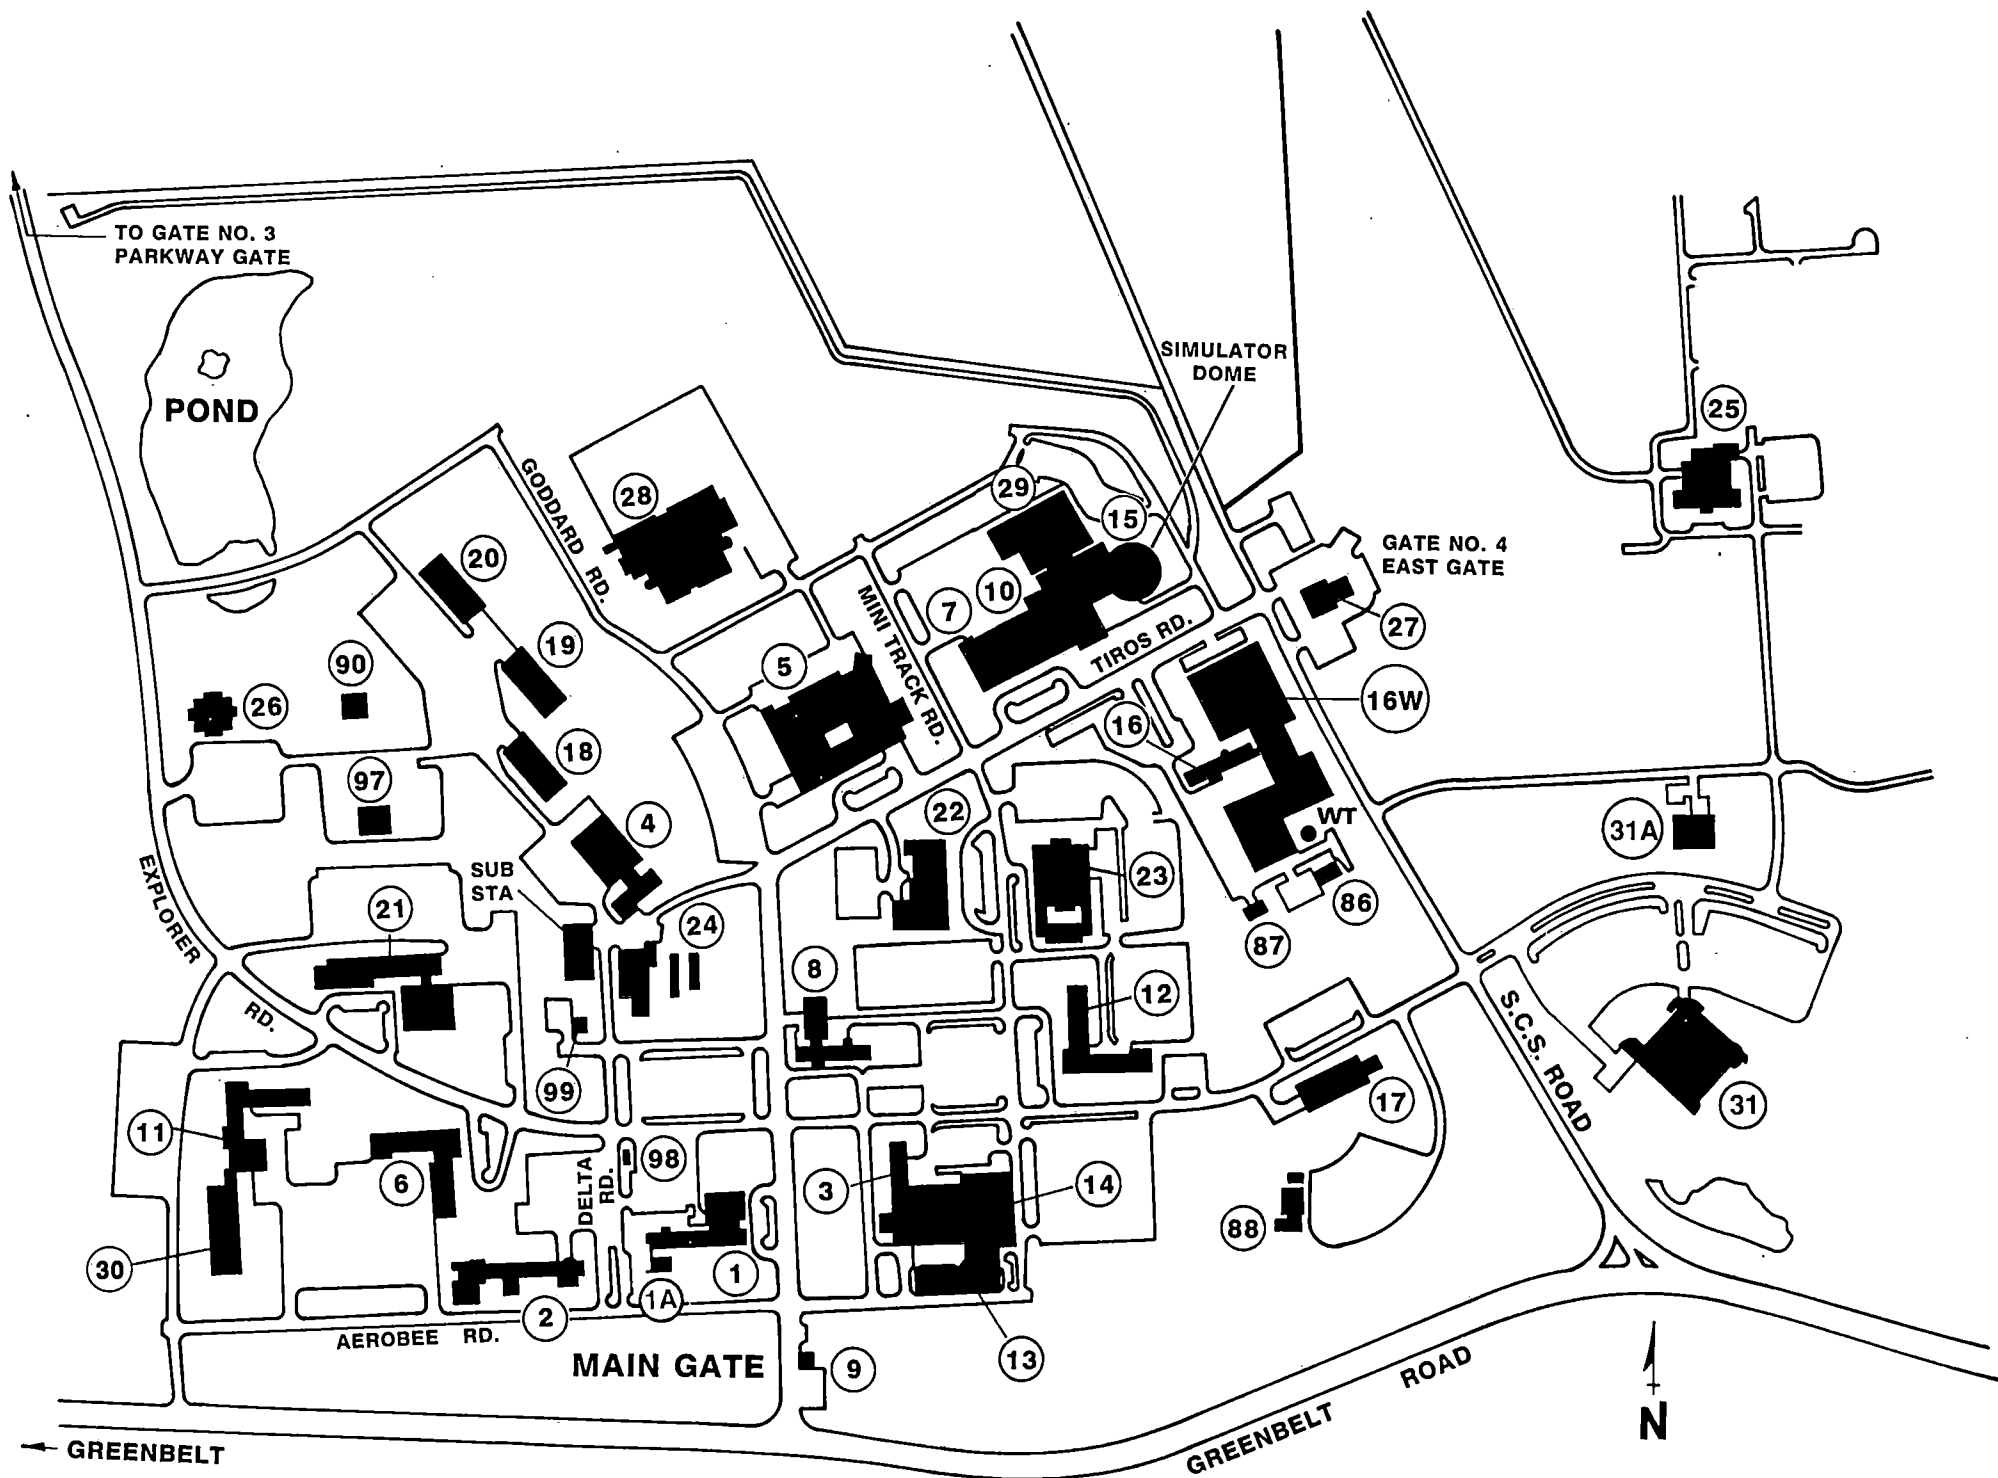 TO GATE NO. 3
PARKWAY GATE
POND
SIMULATOR
DOME
25
GODDARD RD.
28
29
15
GATE NO. 4
EAST GATE
20
10
7
MINI TRACK RD.
TIROS RD.
27
19
5
90
26
16W
16
18
97
22
WT
4
31A
SUB
STA
23
EXPLORER
RD.
21
24
86
87
8
12
S.C.S. ROAD
99
17
31
11
98
6
DELTA
RD.
3
14
88
30
1
1A
2
AEROBEE RD.
13
MAIN GATE
9
GREENBELT
ROAD
N
GREENBELT